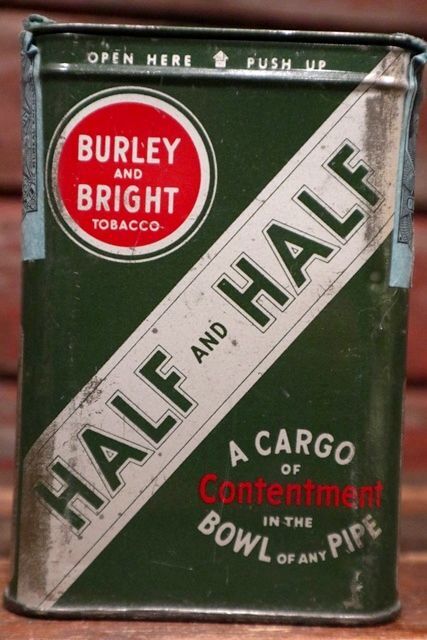 OPEN HERE PUSH UP
BURLEY
AND
BRIGHT
TOBACCO
HALF AND HALF
A CARGO
OF
Contentment
IN THE
BOWL OF ANY PIPE